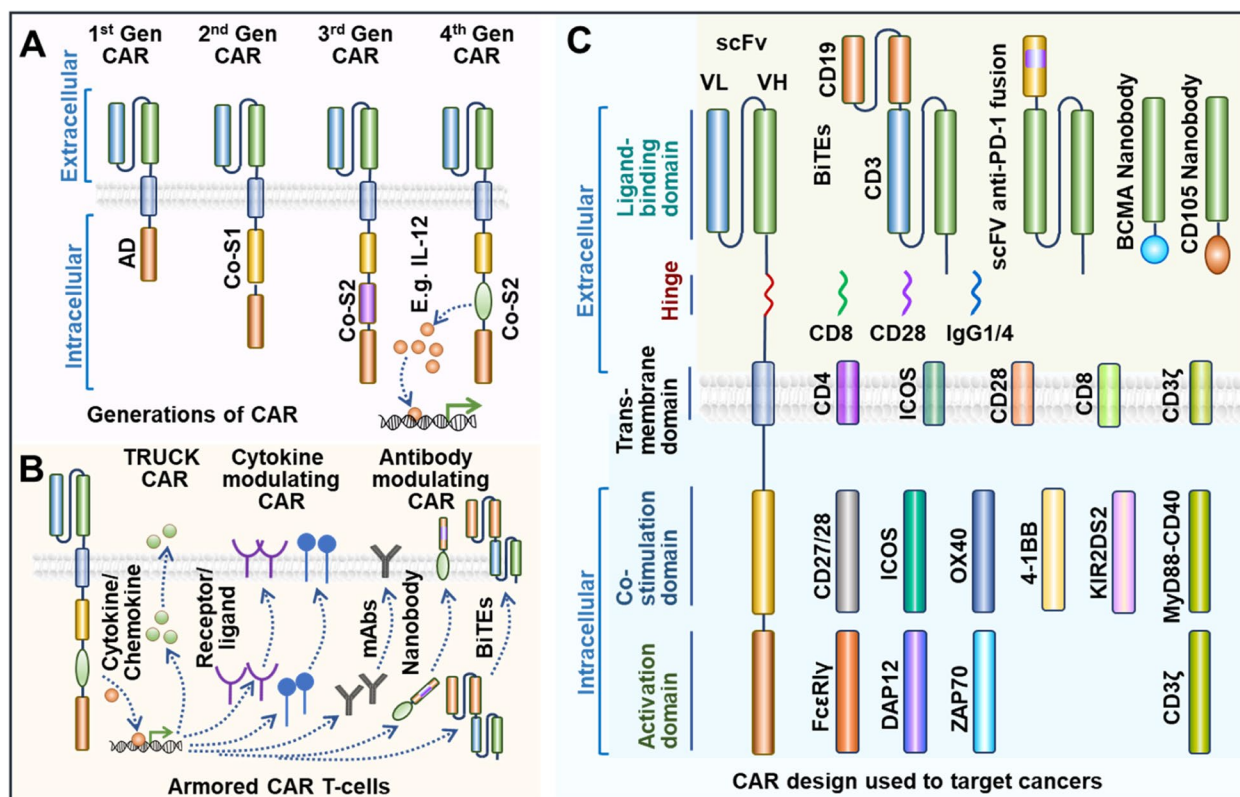 A
1st Gen
CAR
2nd Gen
CAR
3rd Gen
CAR
4th Gen
CAR
Extracellular
Intracellular
AD
Co-S1
Co-S2
E.g. IL-12
Co-S2
Generations of CAR
B
TRUCK
CAR
Cytokine
modulating
CAR
Antibody
modulating
CAR
Cytokine/
Chemokine
Receptor/
ligand
mAbs
Nanobody
BiTEs
Armored CAR T-cells
C
scFv
VL
VH
Extracellular
Ligand-
binding
domain
BiTEs
CD19
CD3
scFV anti-PD-1 fusion
BCMA Nanobody
CD105 Nanobody
Hinge
CD8
CD28
IgG1/4
Trans-
membrane
domain
CD4
ICOS
CD28
CD8
CD3ζ
Intracellular
Co-
stimulation
domain
CD27/28
ICOS
OX40
4-1BB
KIR2DS2
MyD88-CD40
Activation
domain
FcεRlγ
DAP12
ZAP70
CD3ζ
CAR design used to target cancers